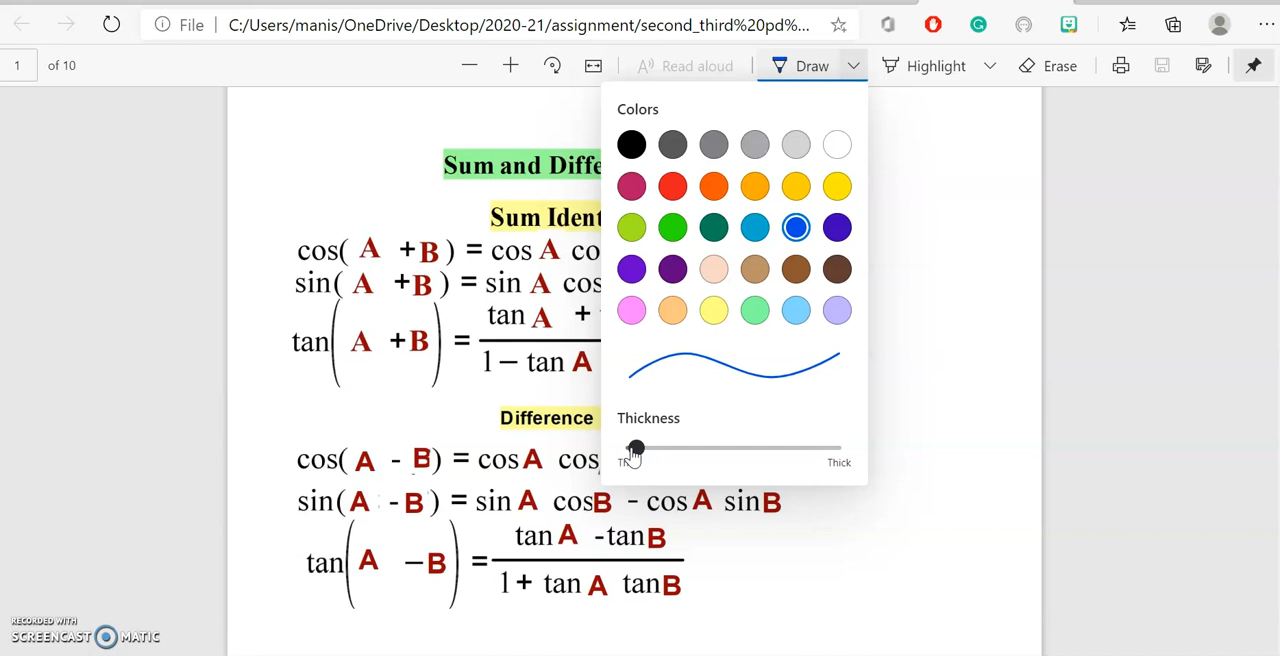 File | C:/Users/manis/OneDrive/Desktop/2020-21/assignment/second_third%20pd%...
1 of 10 Read aloud Draw Highlight Erase
Colors
Sum and Diffe
Sum Ident
cos( A + B ) = cos A co
sin( A + B ) = sin A cos
tan( A + B ) = tan A +
1 − tan A
Thickness
Thick
Difference
cos( A - B ) = cos A cos
sin( A - B ) = sin A cos B - cos A sin B
tan( A − B ) = tan A - tan B
1 + tan A tan B
RECORDED WITH
SCREENCAST MATIC